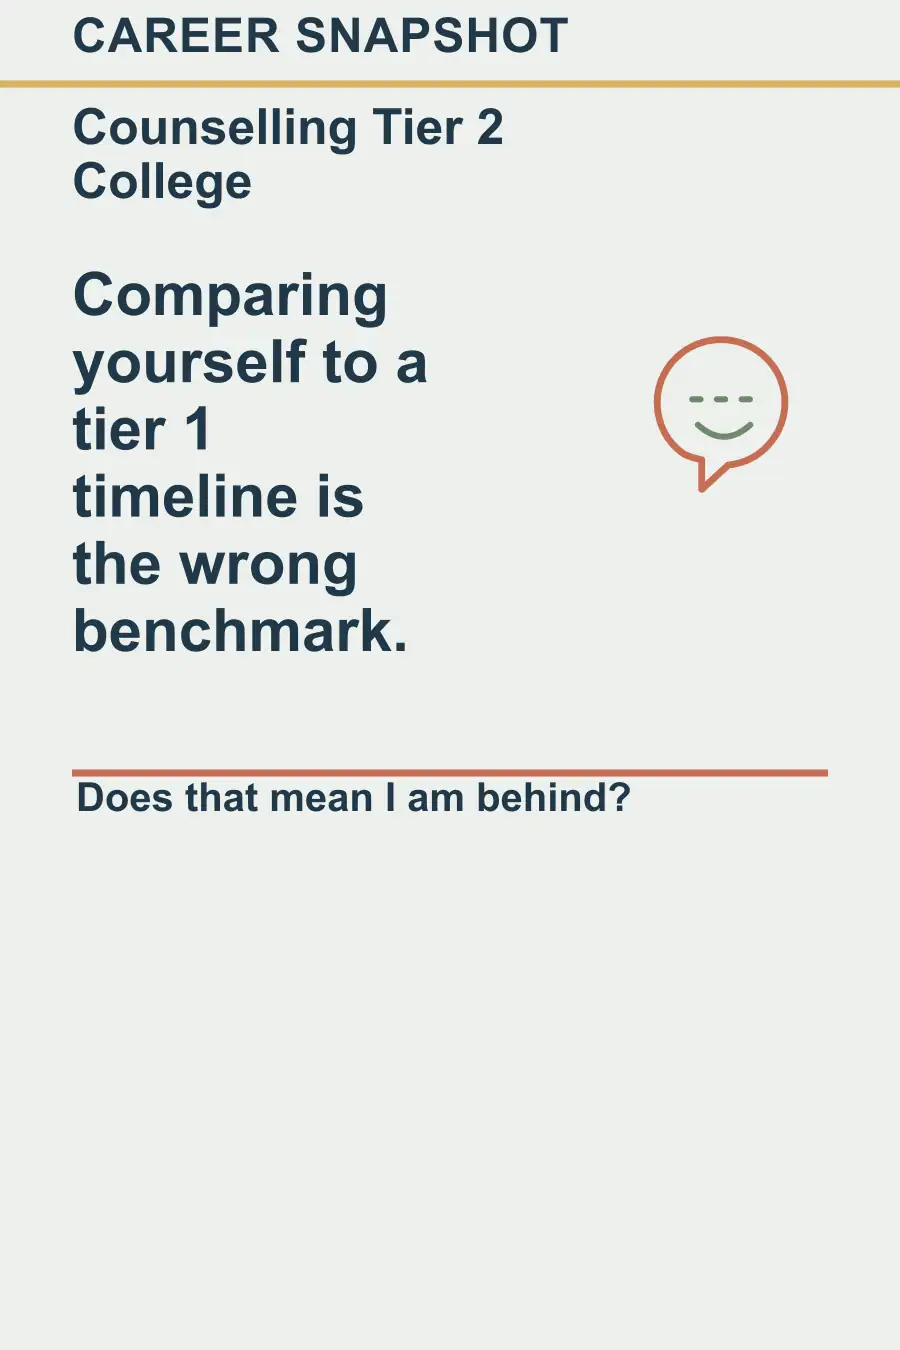 CAREER SNAPSHOT
Counselling Tier 2
College
Comparing
yourself to a
tier 1
timeline is
the wrong
benchmark.
Does that mean I am behind?